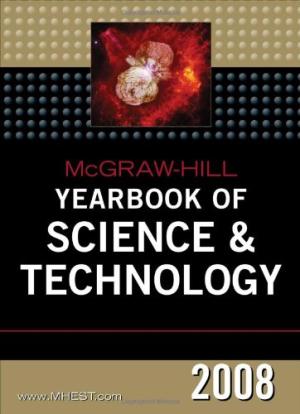 McGRAW-HILL
YEARBOOK OF
SCIENCE &
TECHNOLOGY
www.MHEST.com
2008